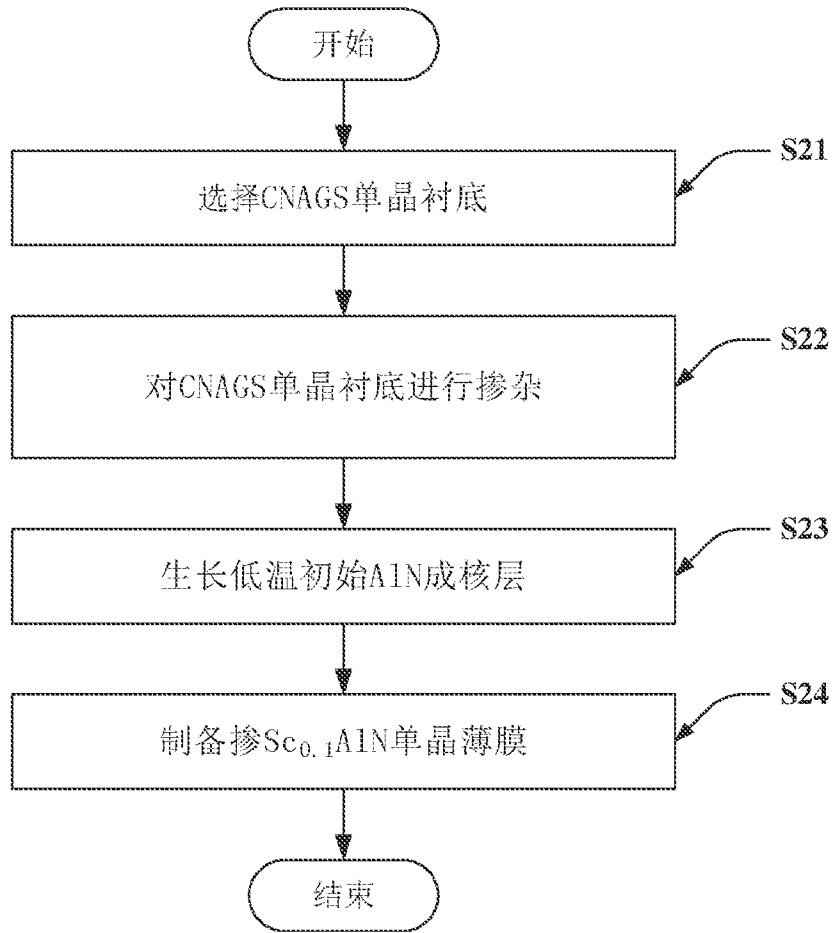 开始
S21
选择CNAGS单晶衬底
S22
对CNAGS单晶衬底进行掺杂
S23
生长低温初始AlN成核层
S24
制备掺Sc₀.₁AlN单晶薄膜
结束